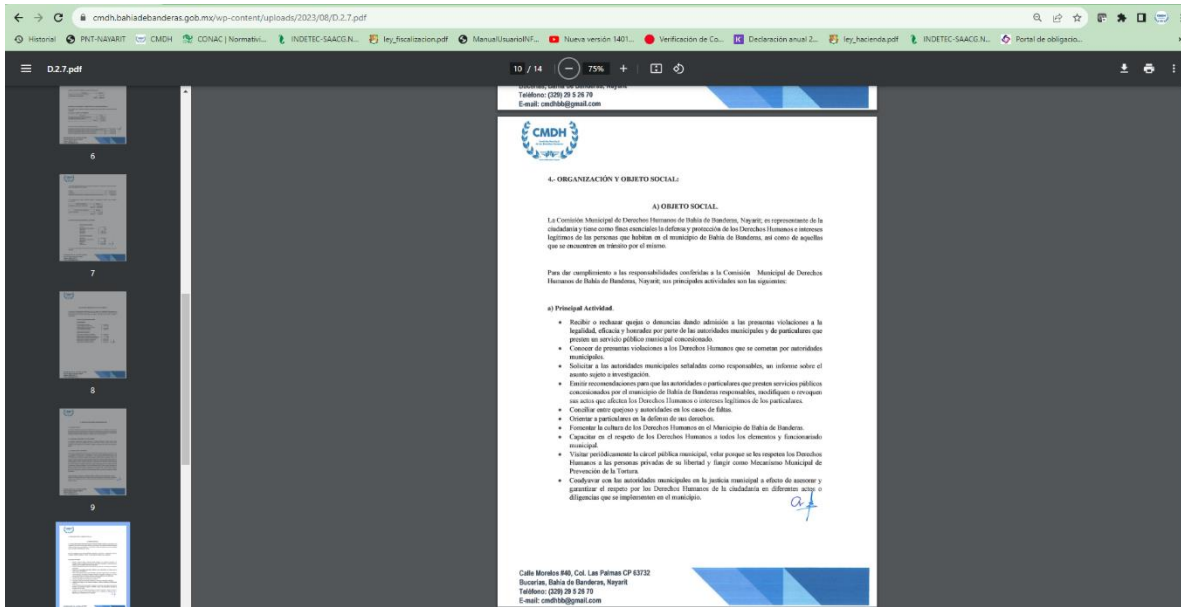 cmdh.bahiadebanderas.gob.mx/wp-content/uploads/2023/08/D.2.7.pdf
Historial PNT-NAYARIT CMDH CONAC | Normativi... INDETEC-SAACG.N... ley_fiscalizacion.pdf ManualUsuarioINF... Nueva versión 1401... Verificación de Co... Declaración anual 2... ley_hacienda.pdf INDETEC-SAACG.N... Portal de obligacio...
D.2.7.pdf 10 / 14 75%
Bucerías, Bahía de Banderas, Nayarit
Teléfono: (329) 29 5 26 70
E-mail: cmdhbb@gmail.com
CMDH
4.- ORGANIZACIÓN Y OBJETO SOCIAL:
A) OBJETO SOCIAL.
La Comisión Municipal de Derechos Humanos de Bahía de Banderas, Nayarit; es representante de la
ciudadanía y tiene como fines esenciales la defensa y protección de los Derechos Humanos e intereses
legítimos de las personas que habitan en el municipio de Bahía de Banderas, así como de aquellas
que se encuentren en tránsito por el mismo.
Para dar cumplimiento a las responsabilidades conferidas a la Comisión Municipal de Derechos
Humanos de Bahía de Banderas, Nayarit; sus principales actividades son las siguientes:
a) Principal Actividad.
• Recibir o rechazar quejas o denuncias dando admisión a las presuntas violaciones a la
legalidad, eficacia y honradez por parte de las autoridades municipales y de particulares que
presten un servicio público municipal concesionado.
• Conocer de presuntas violaciones a los Derechos Humanos que se cometan por autoridades
municipales.
• Solicitar a las autoridades municipales señaladas como responsables, un informe sobre el
asunto sujeto a investigación.
• Emitir recomendaciones para que las autoridades o particulares que presten servicios públicos
concesionados por el municipio de Bahía de Banderas responsables, modifiquen o revoquen
sus actos que afecten los Derechos Humanos o intereses legítimos de los particulares.
• Conciliar entre quejoso y autoridades en los casos de faltas.
• Orientar a particulares en la defensa de sus derechos.
• Fomentar la cultura de los Derechos Humanos en el Municipio de Bahía de Banderas.
• Capacitar en el respeto de los Derechos Humanos a todos los elementos y funcionariado
municipal.
• Visitar periódicamente la cárcel pública municipal, velar porque se les respeten los Derechos
Humanos a las personas privadas de su libertad y fungir como Mecanismo Municipal de
Prevención de la Tortura.
• Coadyuvar con las autoridades municipales en la justicia municipal a efecto de asesorar y
garantizar el respeto por los Derechos Humanos de la ciudadanía en diferentes actos o
diligencias que se implementen en el municipio.
Calle Morelos #40, Col. Las Palmas CP 63732
Bucerías, Bahía de Banderas, Nayarit
Teléfono: (329) 29 5 26 70
E-mail: cmdhbb@gmail.com
6
7
8
9